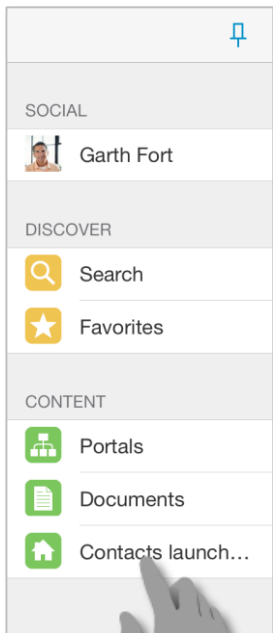 SOCIAL
Garth Fort
DISCOVER
Search
Favorites
CONTENT
Portals
Documents
Contacts launch...